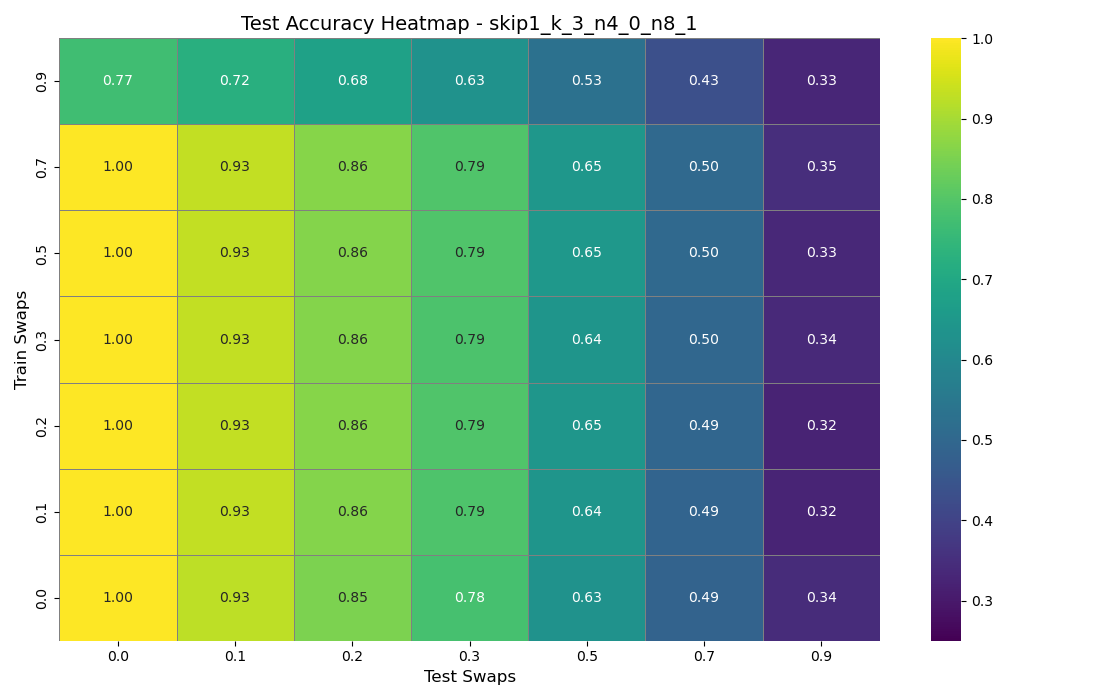 Test Accuracy Heatmap - skip1_k_3_n4_0_n8_1
0.9 0.77 0.72 0.68 0.63 0.53 0.43 0.33
0.7 1.00 0.93 0.86 0.79 0.65 0.50 0.35
0.5 1.00 0.93 0.86 0.79 0.65 0.50 0.33
0.3 1.00 0.93 0.86 0.79 0.64 0.50 0.34
0.2 1.00 0.93 0.86 0.79 0.65 0.49 0.32
0.1 1.00 0.93 0.86 0.79 0.64 0.49 0.32
0.0 1.00 0.93 0.85 0.78 0.63 0.49 0.34
0.0 0.1 0.2 0.3 0.5 0.7 0.9
Test Swaps
Train Swaps
1.0
0.9
0.8
0.7
0.6
0.5
0.4
0.3